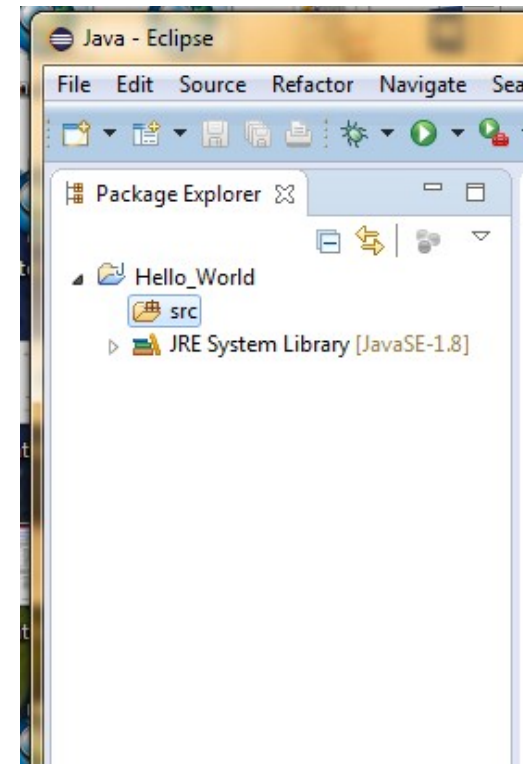 Java - Eclipse
File Edit Source Refactor Navigate Sea
Package Explorer
Hello_World
src
JRE System Library [JavaSE-1.8]